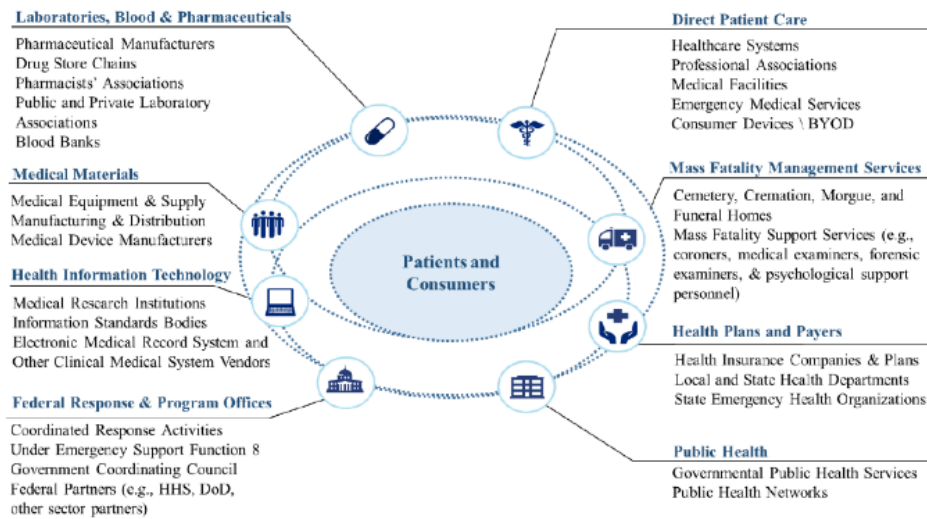 Laboratories, Blood & Pharmaceuticals
Pharmaceutical Manufacturers
Drug Store Chains
Pharmacists' Associations
Public and Private Laboratory
Associations
Blood Banks
Medical Materials
Medical Equipment & Supply
Manufacturing & Distribution
Medical Device Manufacturers
Health Information Technology
Medical Research Institutions
Information Standards Bodies
Electronic Medical Record System and
Other Clinical Medical System Vendors
Federal Response & Program Offices
Coordinated Response Activities
Under Emergency Support Function 8
Government Coordinating Council
Federal Partners (e.g., HHS, DoD,
other sector partners)
Patients and
Consumers
Direct Patient Care
Healthcare Systems
Professional Associations
Medical Facilities
Emergency Medical Services
Consumer Devices \ BYOD
Mass Fatality Management Services
Cemetery, Cremation, Morgue, and
Funeral Homes
Mass Fatality Support Services (e.g.,
coroners, medical examiners, forensic
examiners, & psychological support
personnel)
Health Plans and Payers
Health Insurance Companies & Plans
Local and State Health Departments
State Emergency Health Organizations
Public Health
Governmental Public Health Services
Public Health Networks